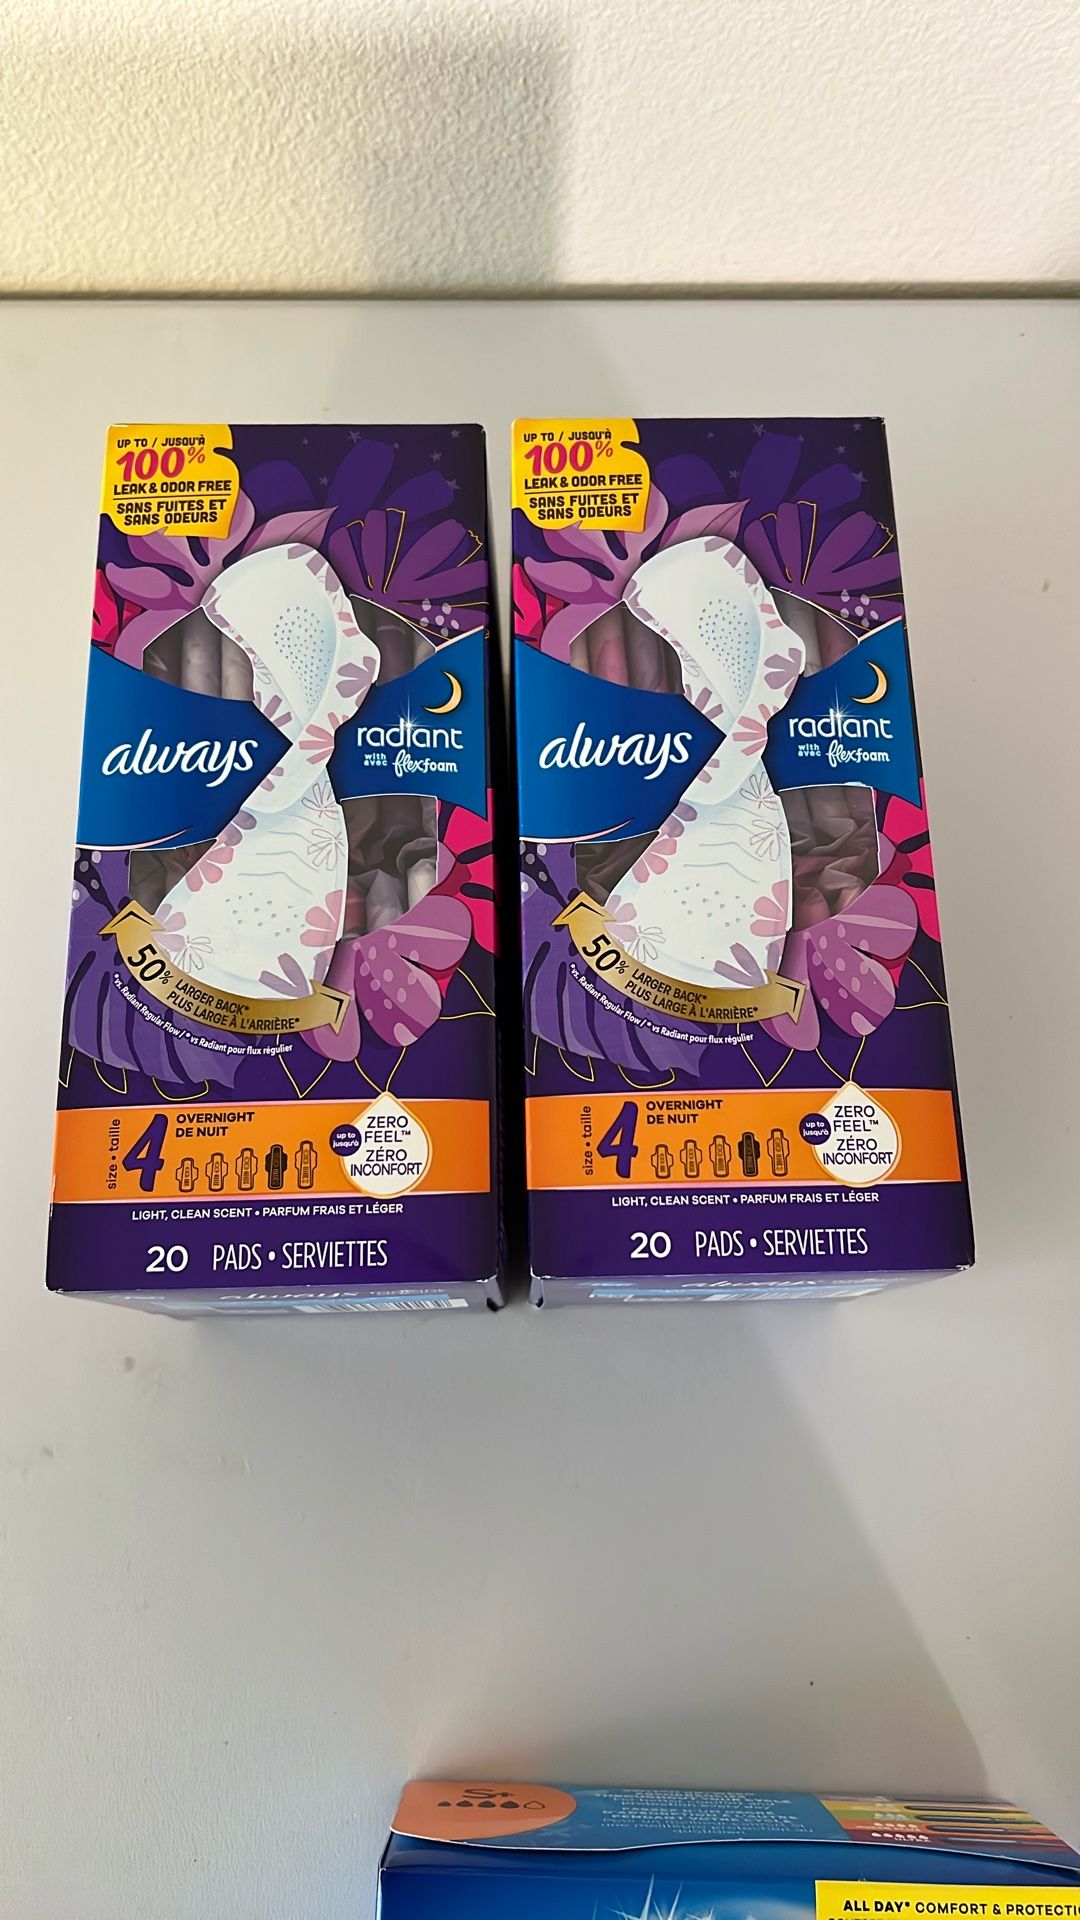 UP TO / JUSQU'À
100%
LEAK & ODOR FREE
SANS FUITES ET
SANS ODEURS
always
radiant
with
avec
flexfoam
50% LARGER BACK*
PLUS LARGE À L'ARRIÈRE*
*vs. Radiant Regular Flow / * vs Radiant pour flux régulier
size • taille
4
OVERNIGHT
DE NUIT
up to
jusqu'à
ZERO
FEEL™
ZÉRO
INCONFORT
LIGHT, CLEAN SCENT • PARFUM FRAIS ET LÉGER
20 PADS • SERVIETTES
always
UP TO / JUSQU'À
100%
LEAK & ODOR FREE
SANS FUITES ET
SANS ODEURS
always
radiant
with
avec
flexfoam
50% LARGER BACK*
PLUS LARGE À L'ARRIÈRE*
*vs. Radiant Regular Flow / * vs Radiant pour flux régulier
size • taille
4
OVERNIGHT
DE NUIT
up to
jusqu'à
ZERO
FEEL™
ZÉRO
INCONFORT
LIGHT, CLEAN SCENT • PARFUM FRAIS ET LÉGER
20 PADS • SERVIETTES
always
S+
ALL DAY* COMFORT & PROTECTI